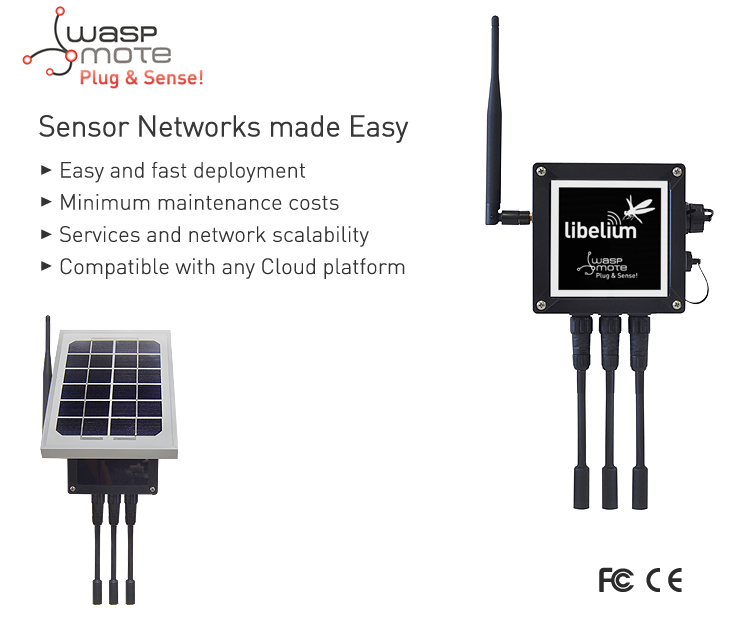 wasp
mote
Plug & Sense!
Sensor Networks made Easy
▸ Easy and fast deployment
▸ Minimum maintenance costs
▸ Services and network scalability
▸ Compatible with any Cloud platform
libelium
wasp
mote
Plug & Sense!
FC CE